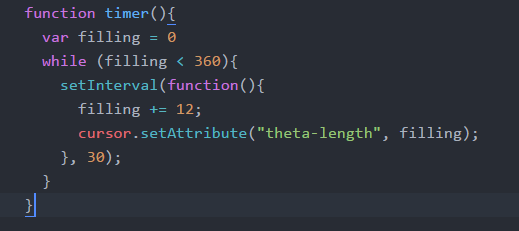 function timer(){
var filling = 0
while (filling < 360){
setInterval(function(){
filling += 12;
cursor.setAttribute("theta-length", filling);
}, 30);
}
}